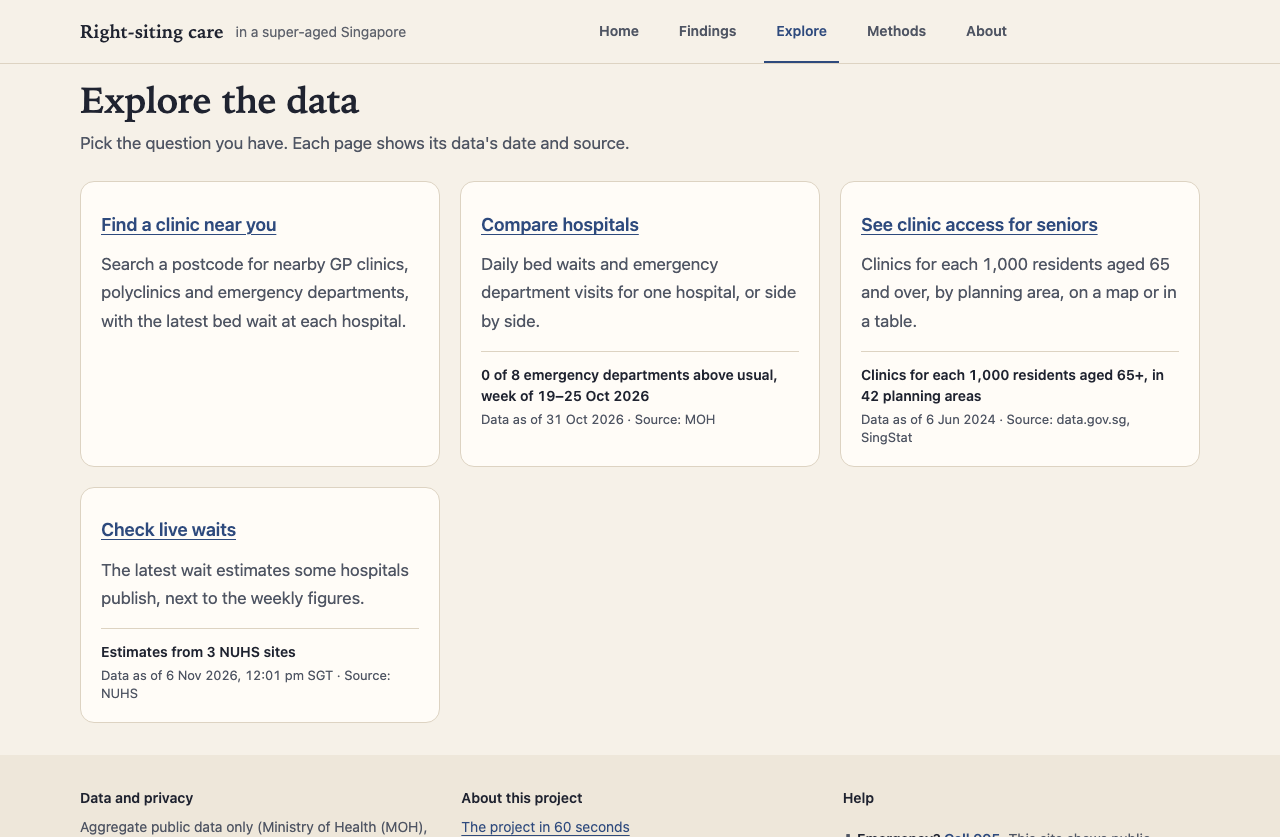 Right-siting care in a super-aged Singapore
Home Findings Explore Methods About
Explore the data
Pick the question you have. Each page shows its data's date and source.
Find a clinic near you
Search a postcode for nearby GP clinics,
polyclinics and emergency departments,
with the latest bed wait at each hospital.
Compare hospitals
Daily bed waits and emergency
department visits for one hospital, or side
by side.
0 of 8 emergency departments above usual,
week of 19–25 Oct 2026
Data as of 31 Oct 2026 · Source: MOH
See clinic access for seniors
Clinics for each 1,000 residents aged 65
and over, by planning area, on a map or in
a table.
Clinics for each 1,000 residents aged 65+, in
42 planning areas
Data as of 6 Jun 2024 · Source: data.gov.sg,
SingStat
Check live waits
The latest wait estimates some hospitals
publish, next to the weekly figures.
Estimates from 3 NUHS sites
Data as of 6 Nov 2026, 12:01 pm SGT · Source:
NUHS
Data and privacy
Aggregate public data only (Ministry of Health (MOH),
About this project
The project in 60 seconds
Help
Emergency? Call 995. This site shows public